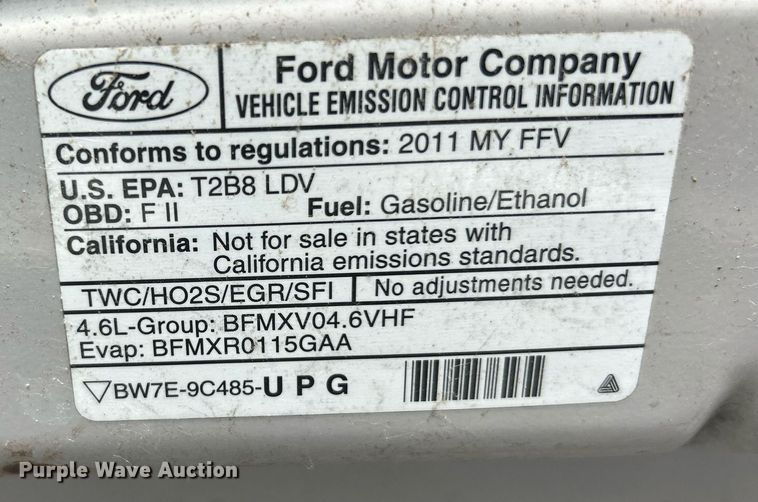 Ford
Ford Motor Company
VEHICLE EMISSION CONTROL INFORMATION
Conforms to regulations: 2011 MY FFV
U.S. EPA: T2B8 LDV
OBD: F II Fuel: Gasoline/Ethanol
California: Not for sale in states with
California emissions standards.
TWC/HO2S/EGR/SFI No adjustments needed.
4.6L-Group: BFMXV04.6VHF
Evap: BFMXR0115GAA
BW7E-9C485-U P G
Purple Wave Auction